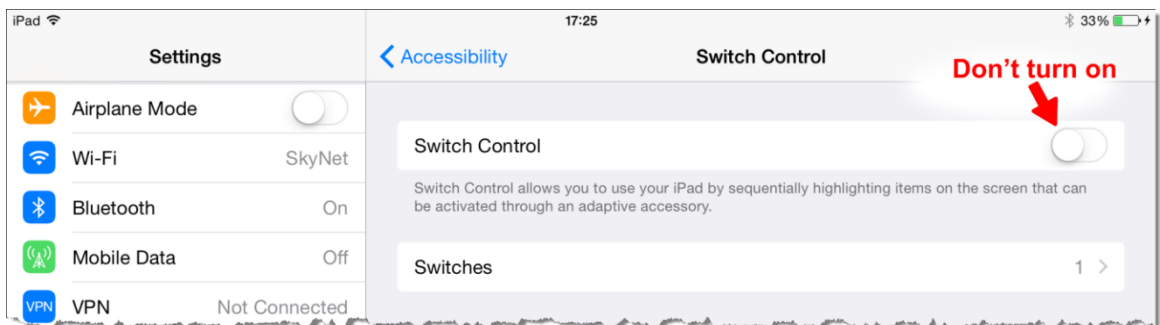 iPad 17:25 33%
Settings
Accessibility Switch Control
Don't turn on
Airplane Mode
Wi-Fi SkyNet
Bluetooth On
Mobile Data Off
VPN VPN Not Connected
Switch Control
Switch Control allows you to use your iPad by sequentially highlighting items on the screen that can
be activated through an adaptive accessory.
Switches 1